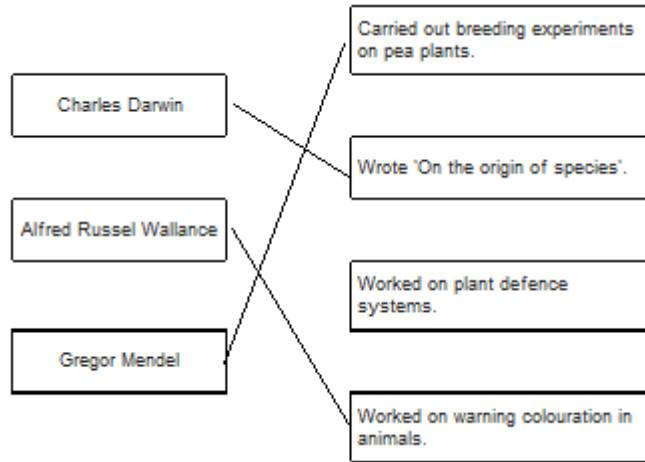 Charles Darwin
Alfred Russel Wallance
Gregor Mendel
Carried out breeding experiments
on pea plants.
Wrote 'On the origin of species'.
Worked on plant defence
systems.
Worked on warning colouration in
animals.